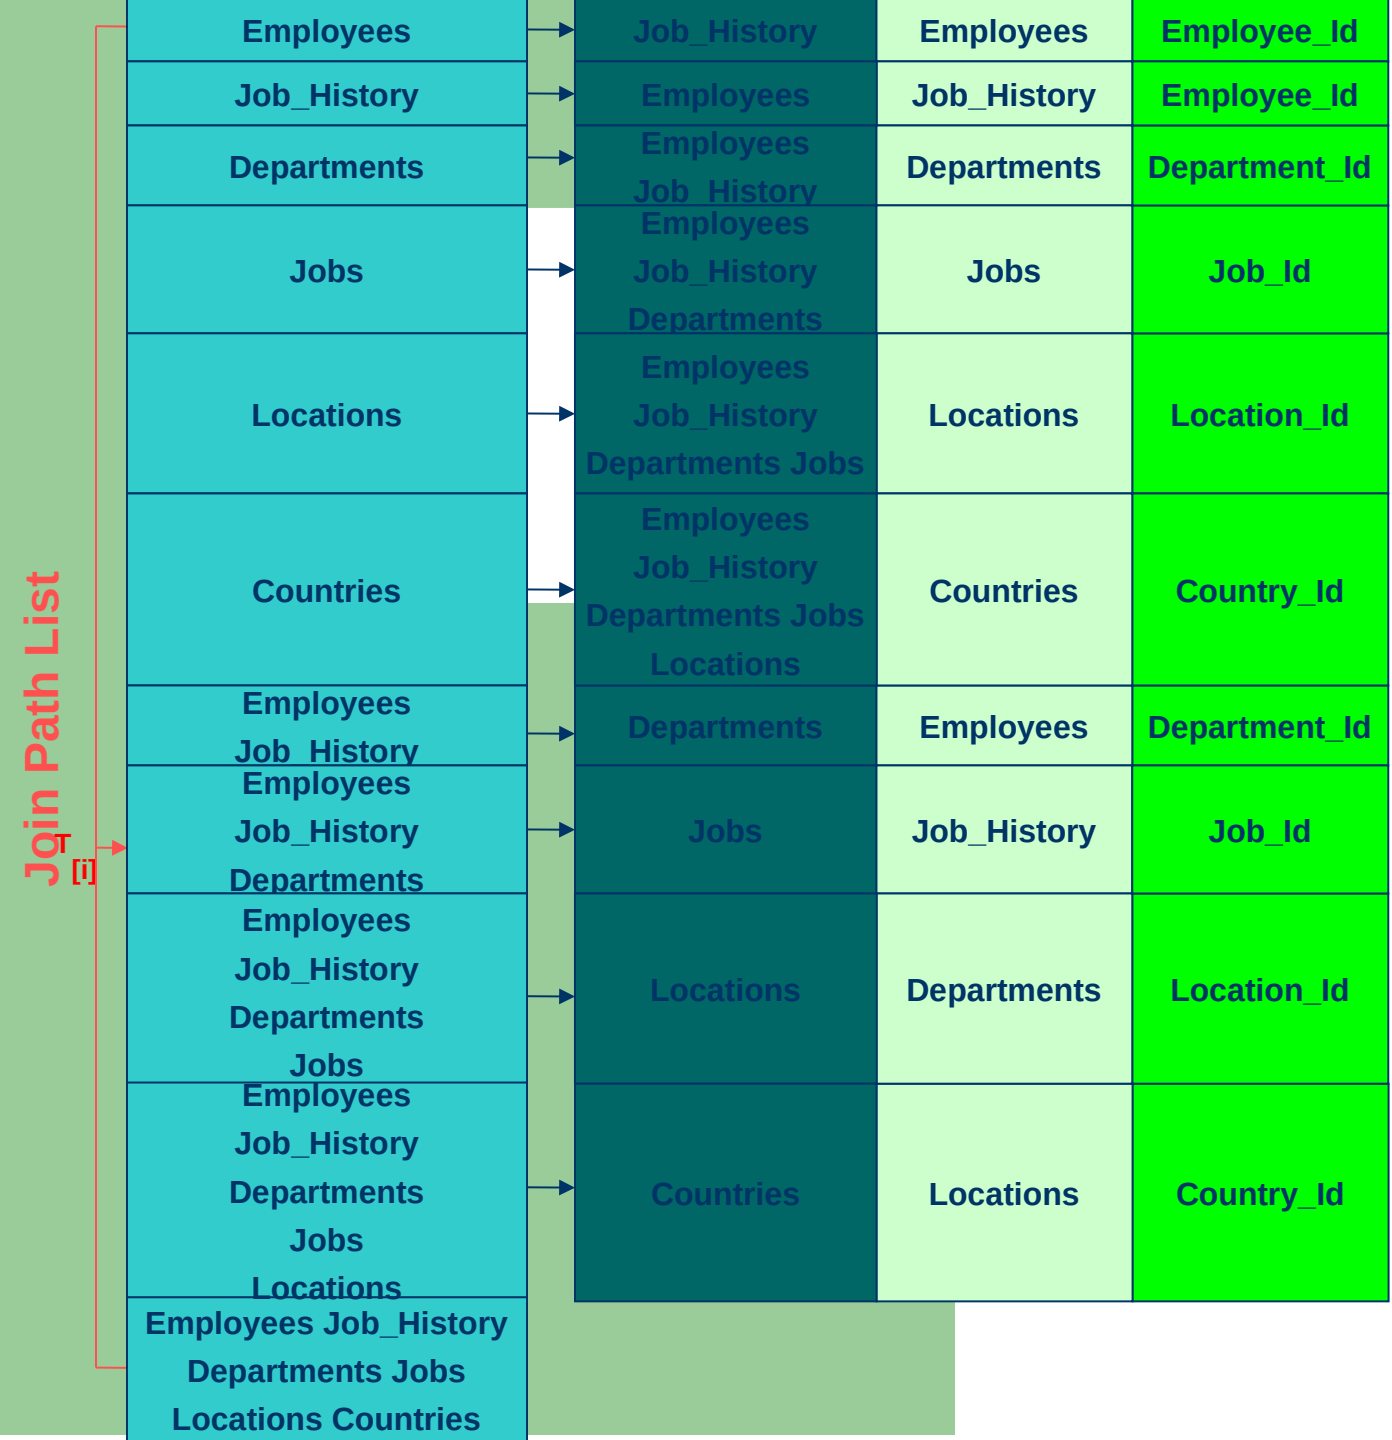 Join Path List
T
[i]
Employees
Job_History
Employees
Employee_Id
Job_History
Employees
Job_History
Employee_Id
Departments
Employees
Job_History
Departments
Department_Id
Jobs
Employees
Job_History
Departments
Jobs
Job_Id
Locations
Employees
Job_History
Departments Jobs
Locations
Location_Id
Countries
Employees
Job_History
Departments Jobs
Locations
Countries
Country_Id
Employees
Job_History
Departments
Employees
Department_Id
Employees
Job_History
Departments
Jobs
Job_History
Job_Id
Employees
Job_History
Departments
Jobs
Locations
Departments
Location_Id
Employees
Job_History
Departments
Jobs
Locations
Countries
Locations
Country_Id
Employees Job_History
Departments Jobs
Locations Countries